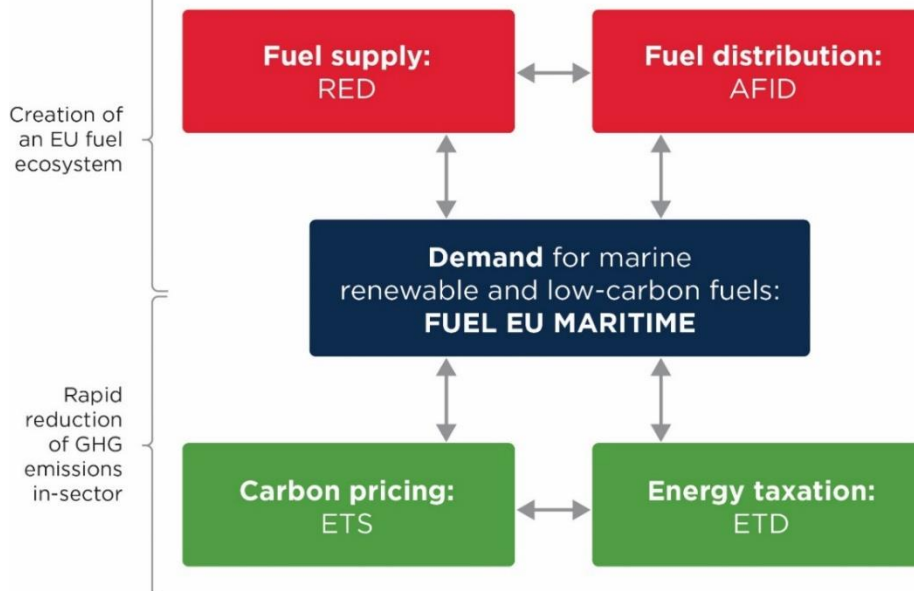 Creation of
an EU fuel
ecosystem
Fuel supply:
RED
Fuel distribution:
AFID
Demand for marine
renewable and low-carbon fuels:
FUEL EU MARITIME
Rapid
reduction
of GHG
emissions
in-sector
Carbon pricing:
ETS
Energy taxation:
ETD